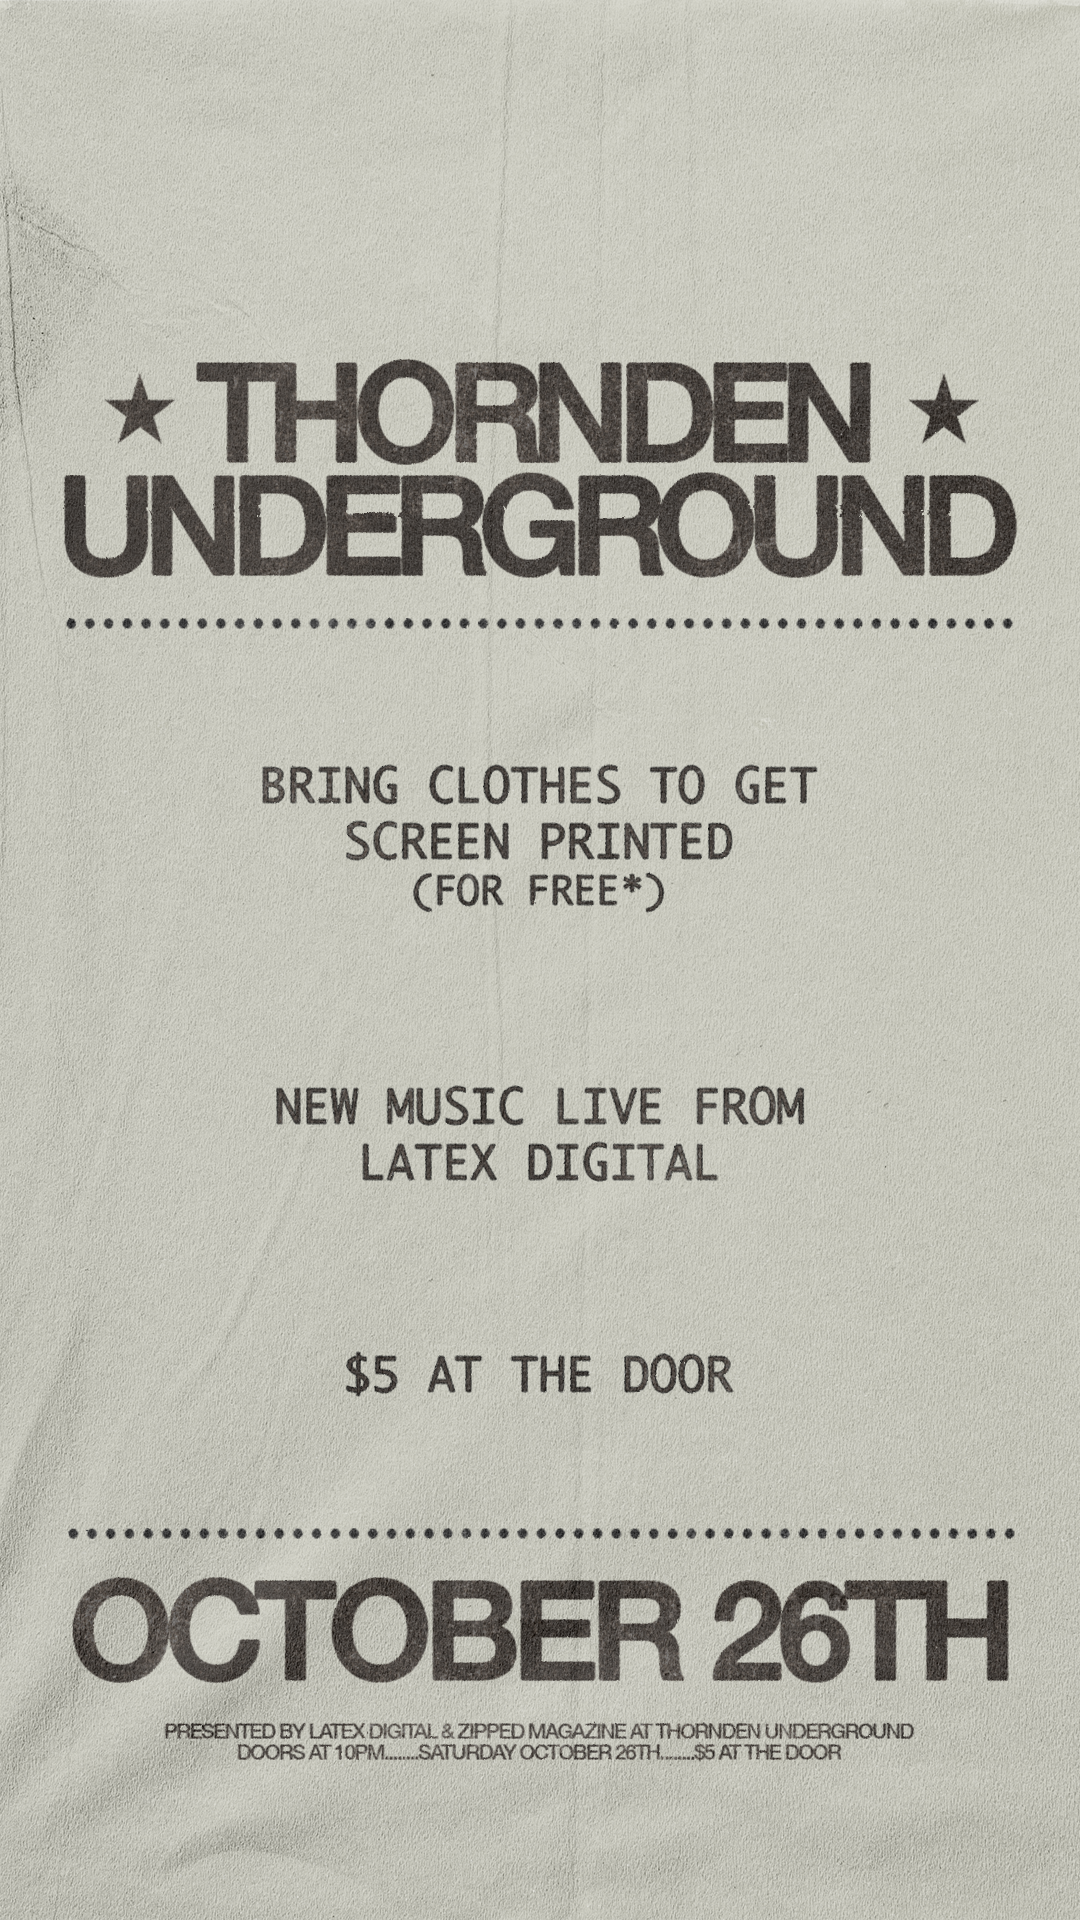 ★ THORNDEN ★
UNDERGROUND
BRING CLOTHES TO GET
SCREEN PRINTED
(FOR FREE*)
NEW MUSIC LIVE FROM
LATEX DIGITAL
$5 AT THE DOOR
OCTOBER 26TH
PRESENTED BY LATEX DIGITAL & ZIPPED MAGAZINE AT THORNDEN UNDERGROUND
DOORS AT 10PM........SATURDAY OCTOBER 26TH........$5 AT THE DOOR